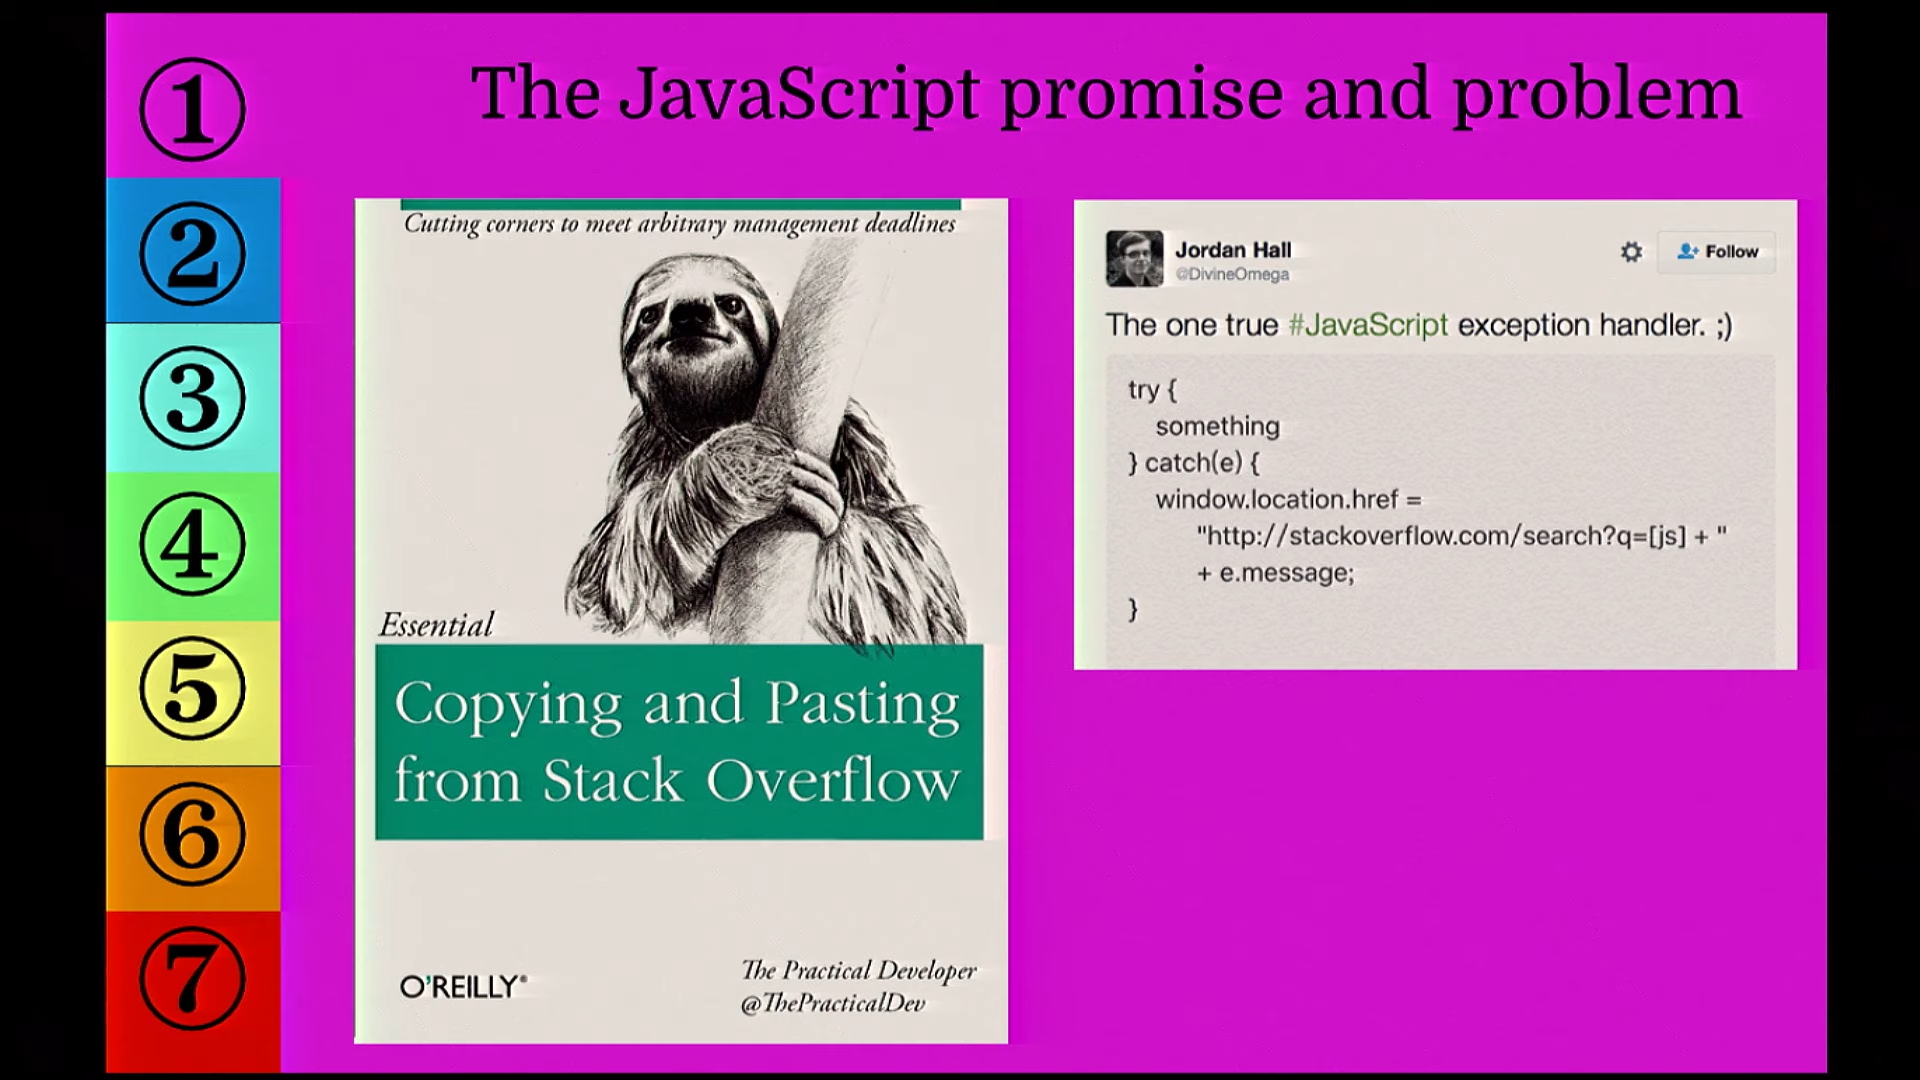 The JavaScript promise and problem
1
2
3
4
5
6
7
Cutting corners to meet arbitrary management deadlines
Essential
Copying and Pasting
from Stack Overflow
O'REILLY®
The Practical Developer
@ThePracticalDev
Jordan Hall
@DivineOmega
Follow
The one true #JavaScript exception handler. ;)
try {
something
} catch(e) {
window.location.href =
"http://stackoverflow.com/search?q=[js] + "
+ e.message;
}